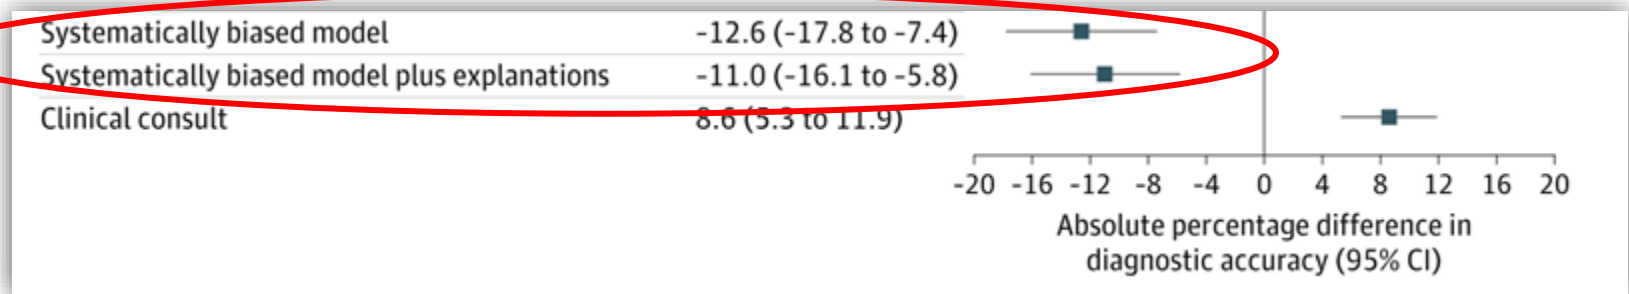 Systematically biased model -12.6 (-17.8 to -7.4)
Systematically biased model plus explanations -11.0 (-16.1 to -5.8)
Clinical consult 8.6 (5.3 to 11.9)
-20 -16 -12 -8 -4 0 4 8 12 16 20
Absolute percentage difference in
diagnostic accuracy (95% CI)